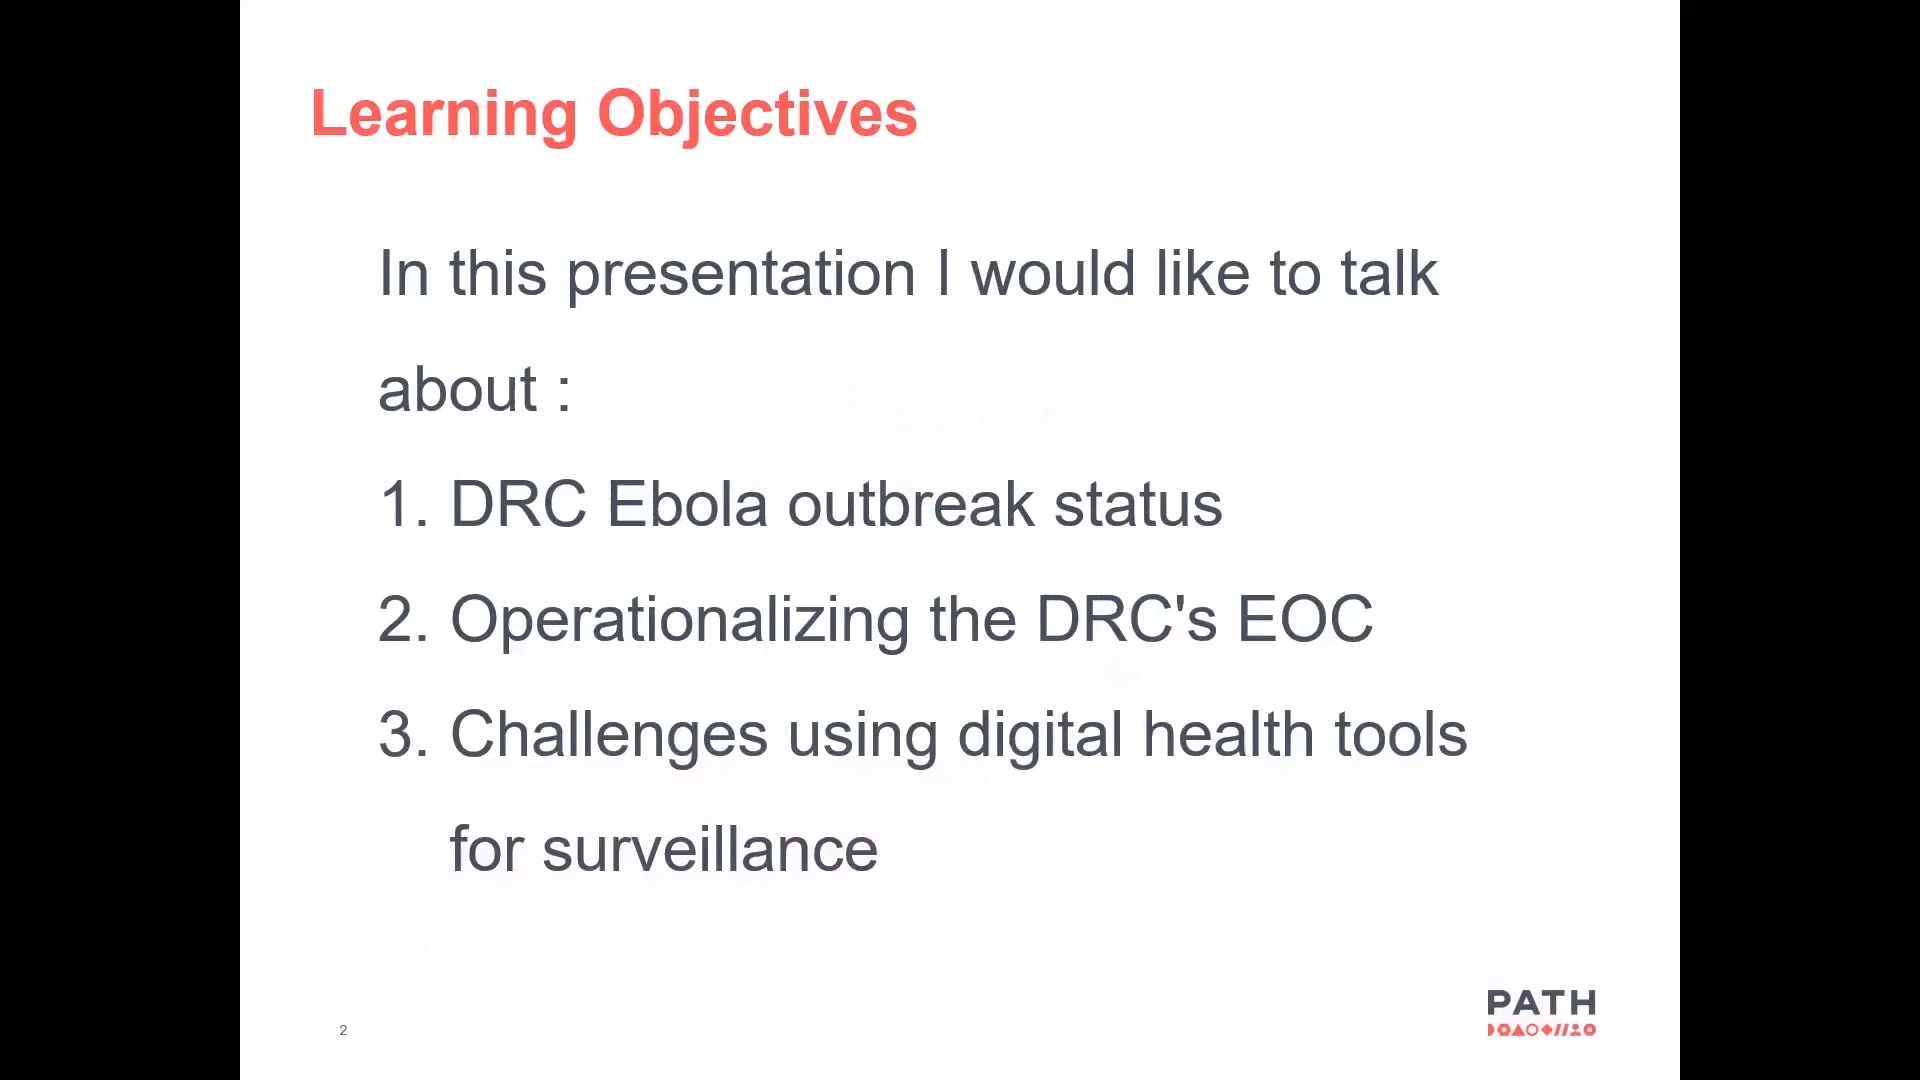 Learning Objectives
In this presentation I would like to talk
about :
1. DRC Ebola outbreak status
2. Operationalizing the DRC's EOC
3. Challenges using digital health tools
for surveillance
2
PATH